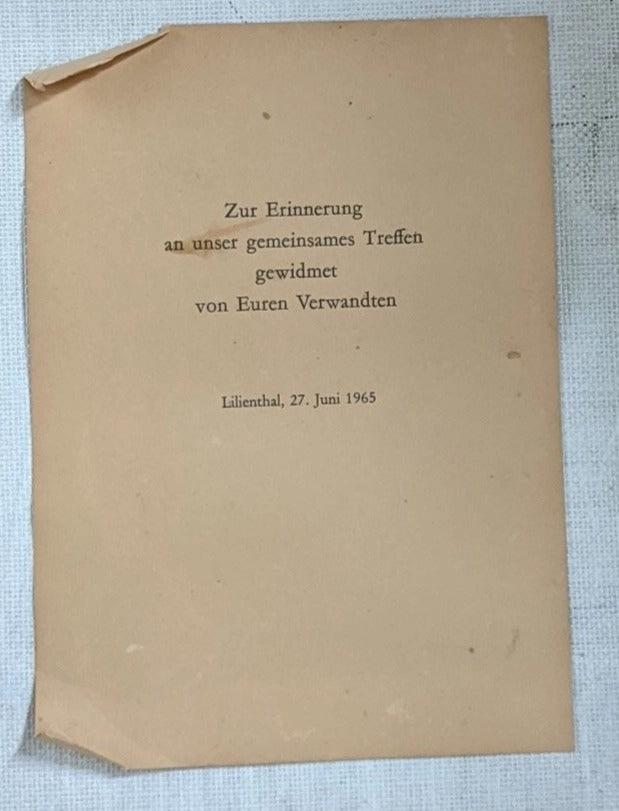 Zur Erinnerung
an unser gemeinsames Treffen
gewidmet
von Euren Verwandten
Lilienthal, 27. Juni 1965